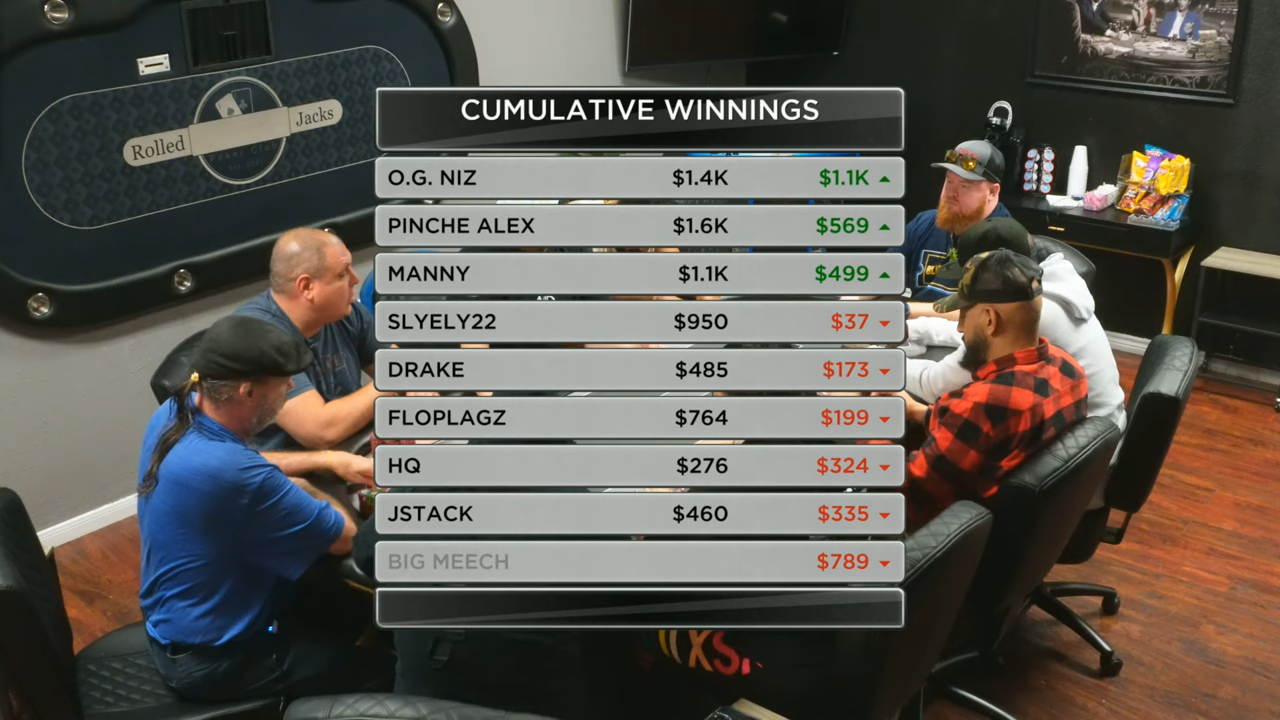 Rolled Jacks
CUMULATIVE WINNINGS
O.G. NIZ $1.4K $1.1K
PINCHE ALEX $1.6K $569
MANNY $1.1K $499
SLYELY22 $950 $37
DRAKE $485 $173
FLOPLAGZ $764 $199
HQ $276 $324
JSTACK $460 $335
BIG MEECH $789